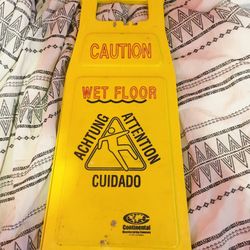 CAUTION
WET FLOOR
ACHTUNG
ATTENTION
CUIDADO
Continental